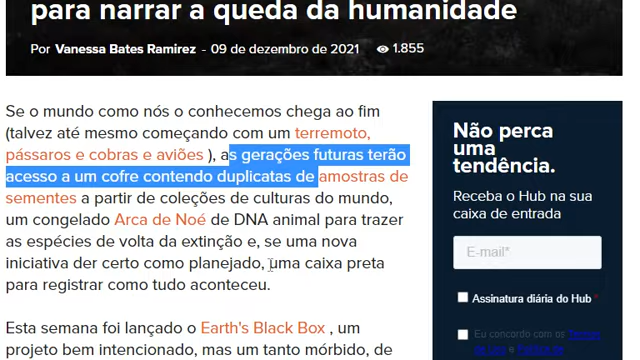 para narrar a queda da humanidade
Por Vanessa Bates Ramirez - 09 de dezembro de 2021 1.855
Se o mundo como nós o conhecemos chega ao fim
(talvez até mesmo começando com um terremoto,
pássaros e cobras e aviões ), as gerações futuras terão
acesso a um cofre contendo duplicatas de amostras de
sementes a partir de coleções de culturas do mundo,
um congelado Arca de Noé de DNA animal para trazer
as espécies de volta da extinção e, se uma nova
iniciativa der certo como planejado, uma caixa preta
para registrar como tudo aconteceu.
Esta semana foi lançado o Earth's Black Box , um
projeto bem intencionado, mas um tanto mórbido, de
Não perca
uma
tendência.
Receba o Hub na sua
caixa de entrada
E-mail*
Assinatura diária do Hub *
Eu concordo com os Termos